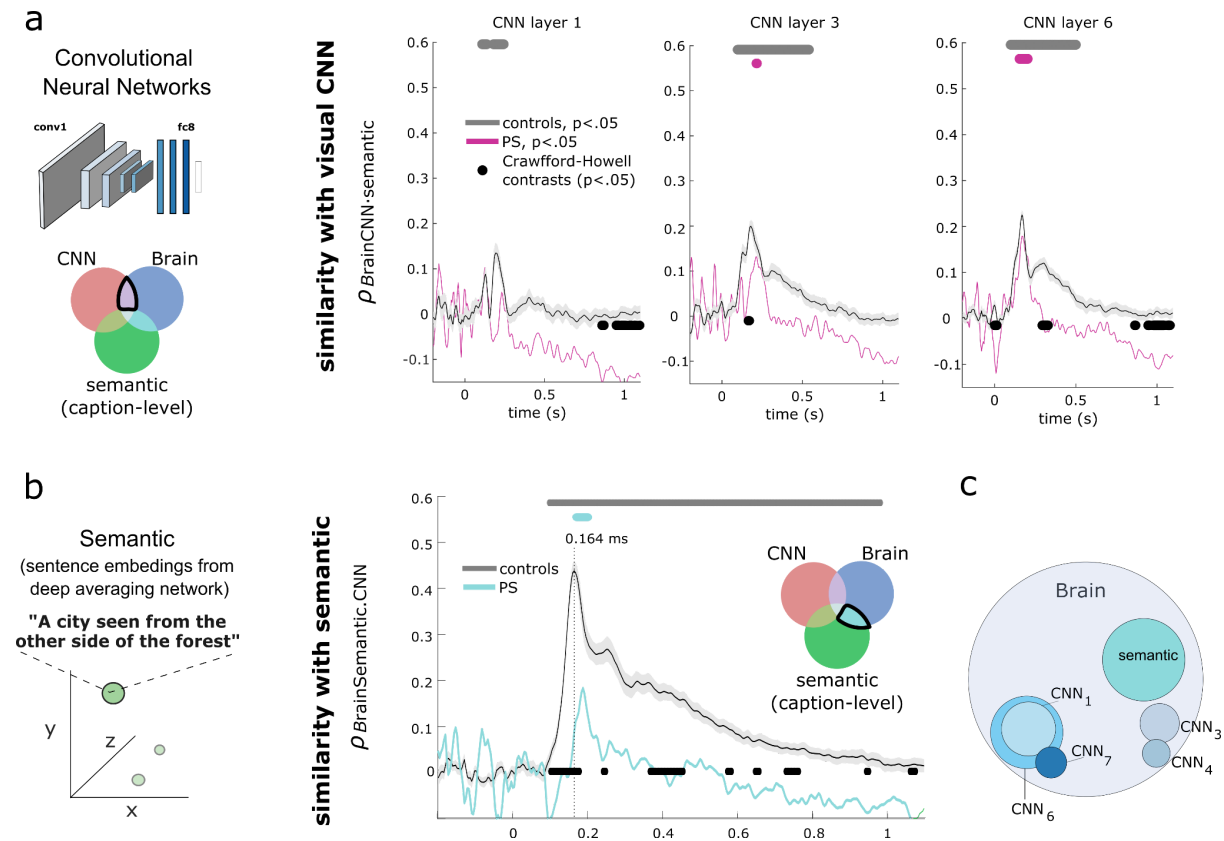 a
Convolutional
Neural Networks
conv1
fc8
CNN
Brain
semantic
(caption-level)
similarity with visual CNN
ρBrainCNN·semantic
CNN layer 1
0.6
0.5
0.4
0.3
0.2
0.1
0
-0.1
controls, p<.05
PS, p<.05
Crawfford-Howell
contrasts (p<.05)
0
0.5
1
time (s)
CNN layer 3
0.6
0.5
0.4
0.3
0.2
0.1
0
-0.1
0
0.5
1
time (s)
CNN layer 6
0.6
0.5
0.4
0.3
0.2
0.1
0
-0.1
0
0.5
1
time (s)
b
Semantic
(sentence embedings from
deep averaging network)
"A city seen from the
other side of the forest"
y
z
x
similarity with semantic
ρBrainSemantic.CNN
0.6
0.5
0.4
0.3
0.2
0.1
0
0.164 ms
controls
PS
CNN
Brain
semantic
(caption-level)
0
0.2
0.4
0.6
0.8
1
c
Brain
semantic
CNN1
CNN3
CNN7
CNN4
CNN6